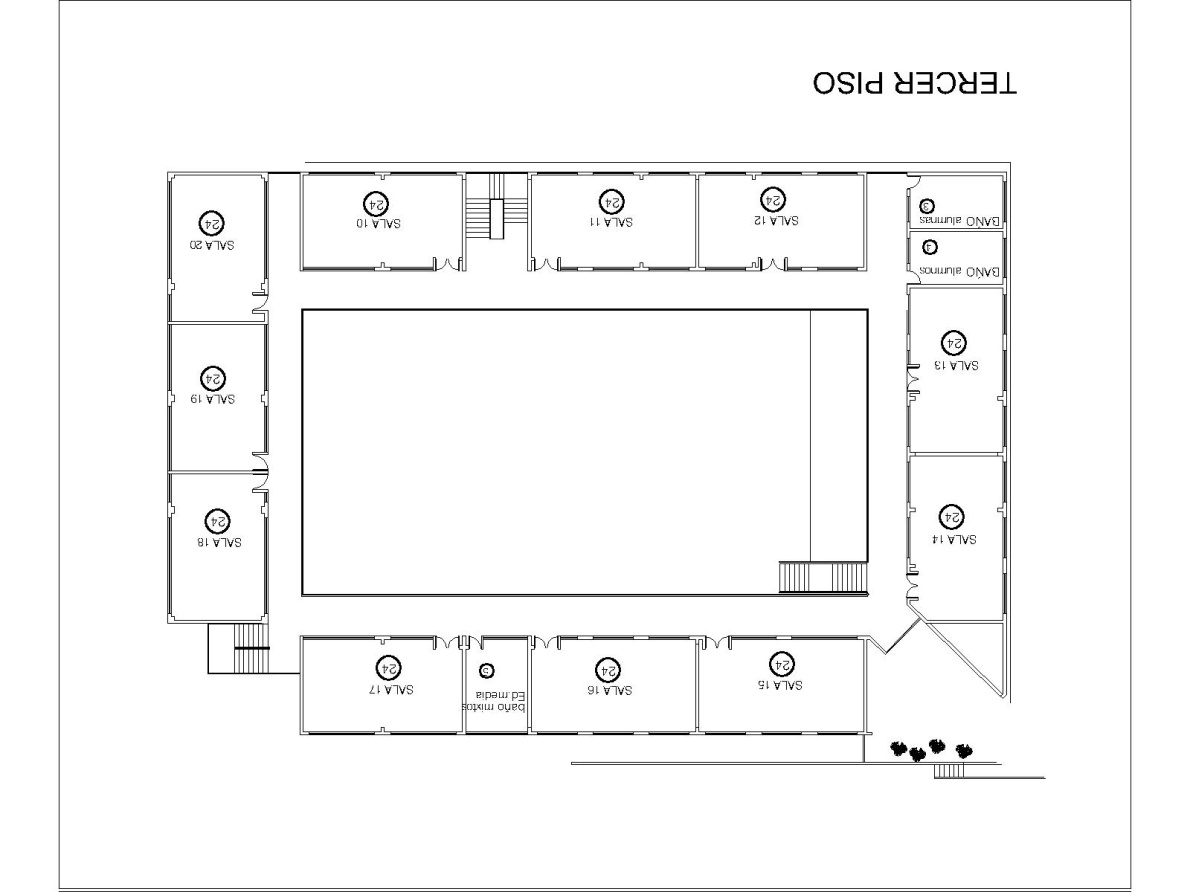 SALA 15
24
SALA 16
24
baño mixtos
Ed.media
5
SALA 17
24
SALA 14
24
SALA 18
24
SALA 13
24
SALA 19
24
BAÑO alumnos
4
BAÑO alumnas
3
SALA 12
24
SALA 11
24
SALA 10
24
SALA 20
24
TERCER PISO